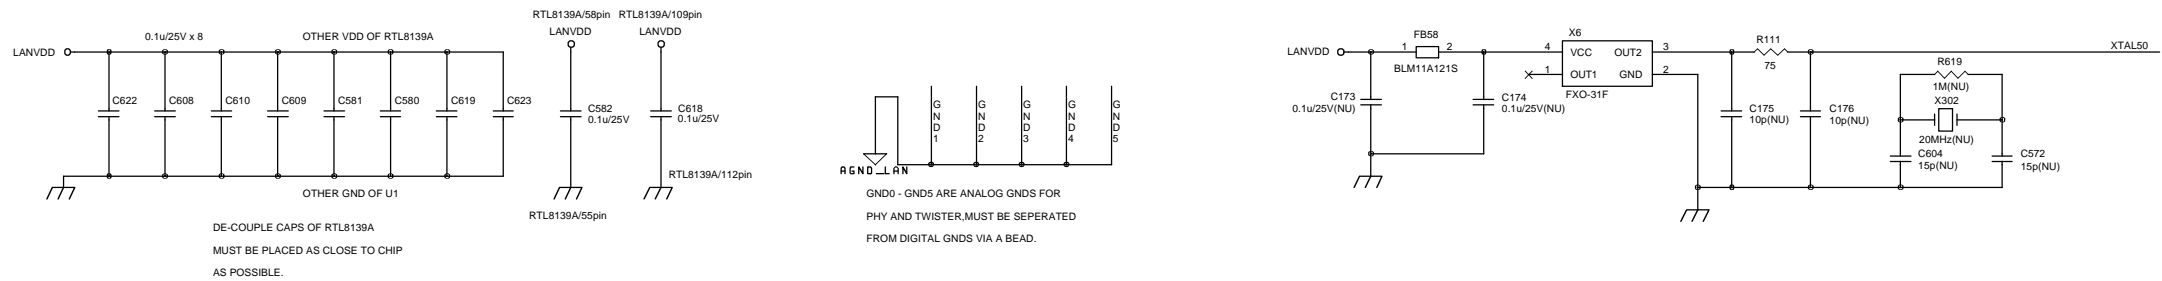 RTL8139A/58pin
RTL8139A/109pin
0.1u/25V x 8
OTHER VDD OF RTL8139A
LANVDD
LANVDD
LANVDD
C622
C608
C610
C609
C581
C580
C619
C623
C582
0.1u/25V
C618
0.1u/25V
RTL8139A/112pin
OTHER GND OF U1
RTL8139A/55pin
DE-COUPLE CAPS OF RTL8139A
MUST BE PLACED AS CLOSE TO CHIP
AS POSSIBLE.
GND1
GND2
GND3
GND4
GND5
AGND_LAN
GND0 - GND5 ARE ANALOG GNDS FOR
PHY AND TWISTER,MUST BE SEPERATED
FROM DIGITAL GNDS VIA A BEAD.
LANVDD
FB58
1
2
BLM11A121S
C173
0.1u/25V(NU)
C174
0.1u/25V(NU)
X6
4
VCC
OUT2
3
1
OUT1
GND
2
FXO-31F
R111
75
XTAL50
C175
10p(NU)
C176
10p(NU)
R619
1M(NU)
X302
20MHz(NU)
C604
15p(NU)
C572
15p(NU)